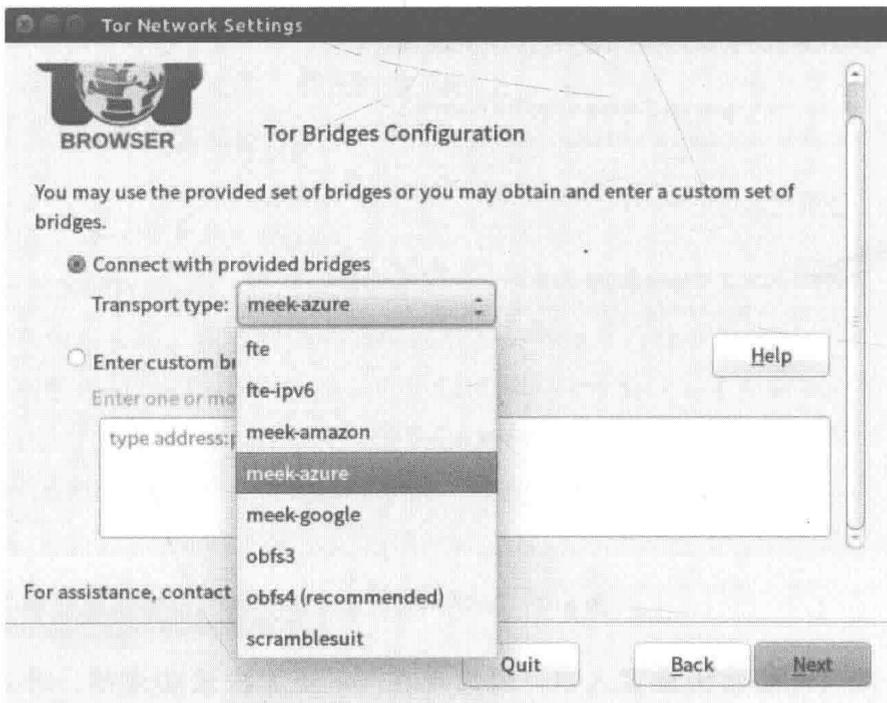 Tor Network Settings
BROWSER
Tor Bridges Configuration
You may use the provided set of bridges or you may obtain and enter a custom set of
bridges.
Connect with provided bridges
Transport type: meek-azure
fte
Enter custom br
Help
fte-ipv6
Enter one or mo
meek-amazon
type address:p
meek-azure
meek-google
obfs3
For assistance, contact
obfs4 (recommended)
scramblesuit
Quit
Back
Next